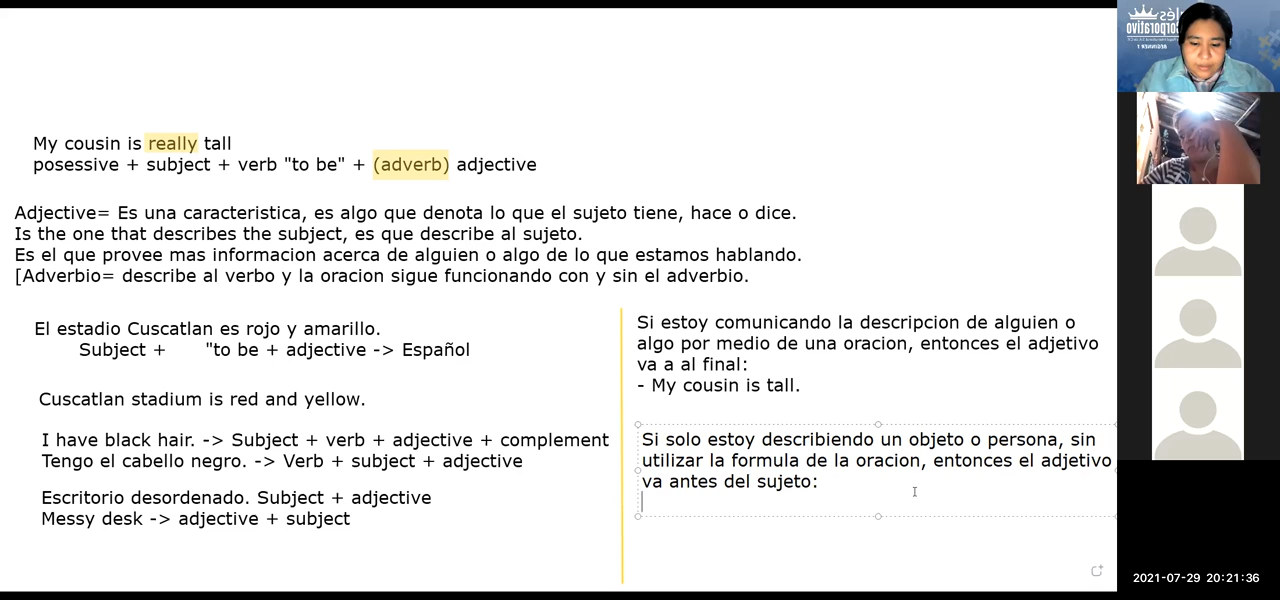 My cousin is really tall
posessive + subject + verb "to be" + (adverb) adjective
Adjective= Es una caracteristica, es algo que denota lo que el sujeto tiene, hace o dice.
Is the one that describes the subject, es que describe al sujeto.
Es el que provee mas informacion acerca de alguien o algo de lo que estamos hablando.
[Adverbio= describe al verbo y la oracion sigue funcionando con y sin el adverbio.
El estadio Cuscatlan es rojo y amarillo.
Subject + "to be + adjective -> Español
Cuscatlan stadium is red and yellow.
I have black hair. -> Subject + verb + adjective + complement
Tengo el cabello negro. -> Verb + subject + adjective
Escritorio desordenado. Subject + adjective
Messy desk -> adjective + subject
Si estoy comunicando la descripcion de alguien o
algo por medio de una oracion, entonces el adjetivo
va a al final:
- My cousin is tall.
Si solo estoy describiendo un objeto o persona, sin
utilizar la formula de la oracion, entonces el adjetivo
va antes del sujeto:
2021-07-29 20:21:36